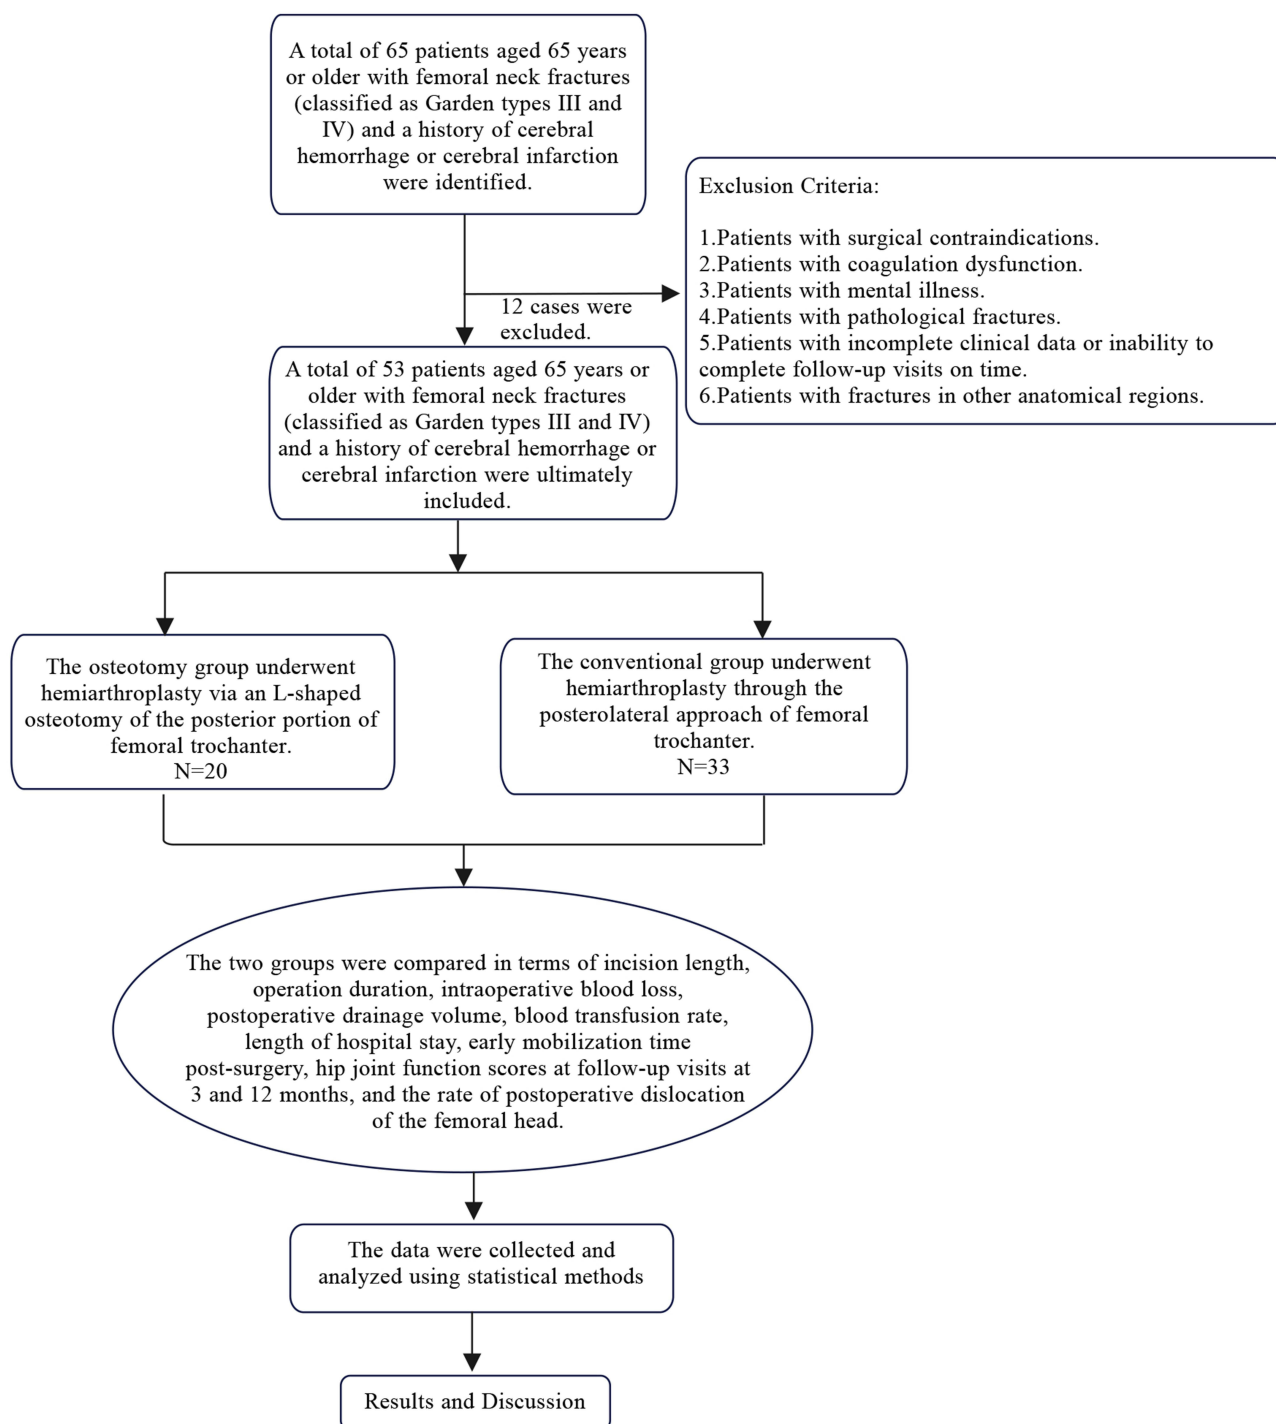 A total of 65 patients aged 65 years
or older with femoral neck fractures
(classified as Garden types III and
IV) and a history of cerebral
hemorrhage or cerebral infarction
were identified.
Exclusion Criteria:
1.Patients with surgical contraindications.
2.Patients with coagulation dysfunction.
3.Patients with mental illness.
4.Patients with pathological fractures.
5.Patients with incomplete clinical data or inability to
complete follow-up visits on time.
6.Patients with fractures in other anatomical regions.
12 cases were
excluded.
A total of 53 patients aged 65 years or
older with femoral neck fractures
(classified as Garden types III and IV)
and a history of cerebral hemorrhage or
cerebral infarction were ultimately
included.
The osteotomy group underwent
hemiarthroplasty via an L-shaped
osteotomy of the posterior portion of
femoral trochanter.
N=20
The conventional group underwent
hemiarthroplasty through the
posterolateral approach of femoral
trochanter.
N=33
The two groups were compared in terms of incision length,
operation duration, intraoperative blood loss,
postoperative drainage volume, blood transfusion rate,
length of hospital stay, early mobilization time
post-surgery, hip joint function scores at follow-up visits at
3 and 12 months, and the rate of postoperative dislocation
of the femoral head.
The data were collected and
analyzed using statistical methods
Results and Discussion